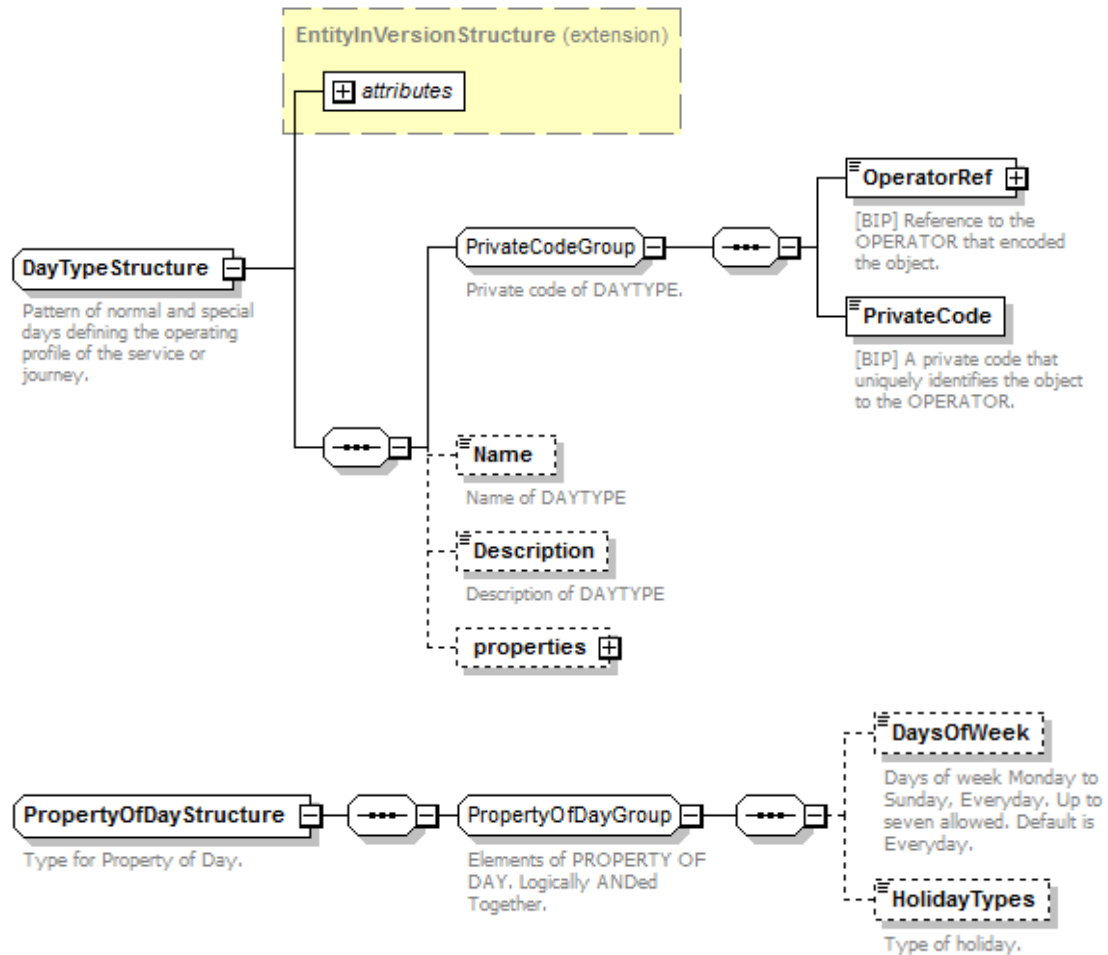 EntityInVersionStructure (extension)
attributes
OperatorRef
[BIP] Reference to the
OPERATOR that encoded
the object.
DayTypeStructure
Pattern of normal and special
days defining the operating
profile of the service or
journey.
PrivateCodeGroup
Private code of DAYTYPE.
PrivateCode
[BIP] A private code that
uniquely identifies the object
to the OPERATOR.
Name
Name of DAYTYPE
Description
Description of DAYTYPE
properties
DaysOfWeek
Days of week Monday to
Sunday, Everyday. Up to
seven allowed. Default is
Everyday.
PropertyOfDayStructure
Type for Property of Day.
PropertyOfDayGroup
Elements of PROPERTY OF
DAY. Logically ANDed
Together.
HolidayTypes
Type of holiday.